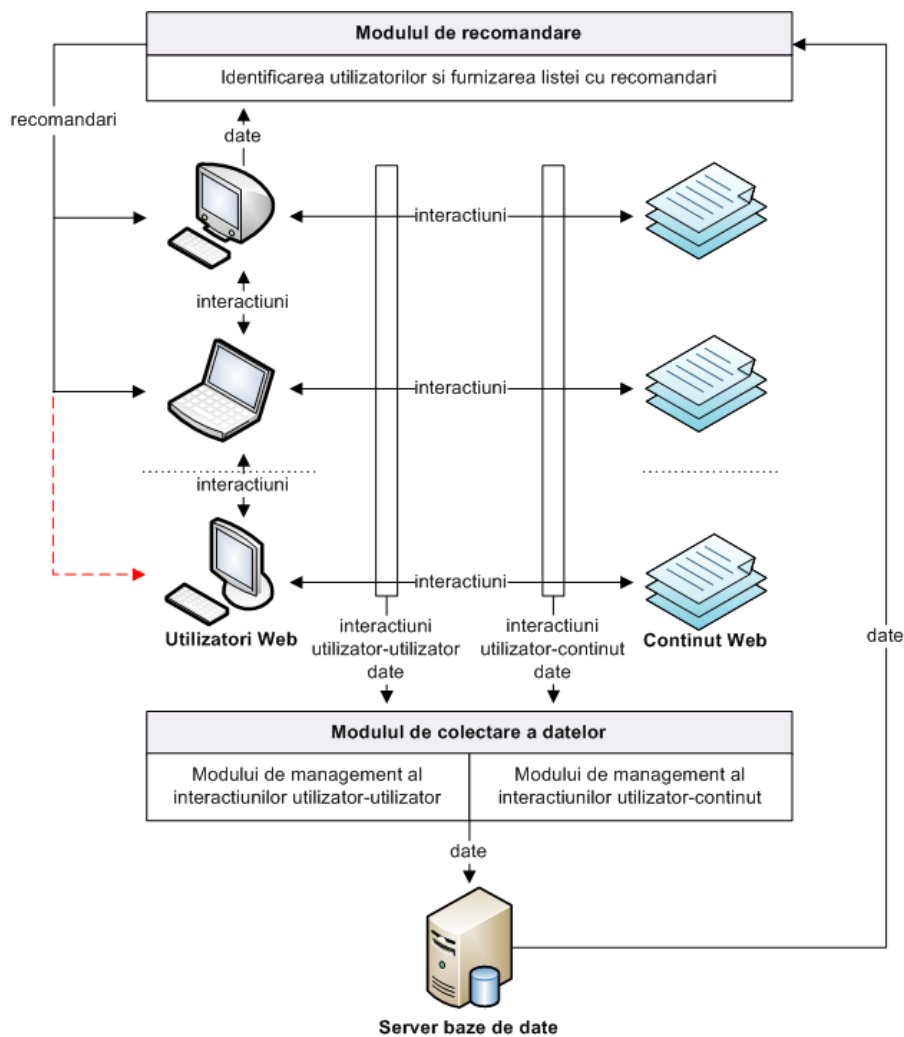 Modulul de recomandare
Identificarea utilizatorilor si furnizarea listei cu recomandari
recomandari
date
interactiuni
interactiuni
interactiuni
interactiuni
interactiuni
Utilizatori Web
interactiuni
utilizator-utilizator
date
interactiuni
utilizator-continut
date
Continut Web
date
Modulul de colectare a datelor
Modului de management al
interactiunilor utilizator-utilizator
Modului de management al
interactiunilor utilizator-continut
date
Server baze de date